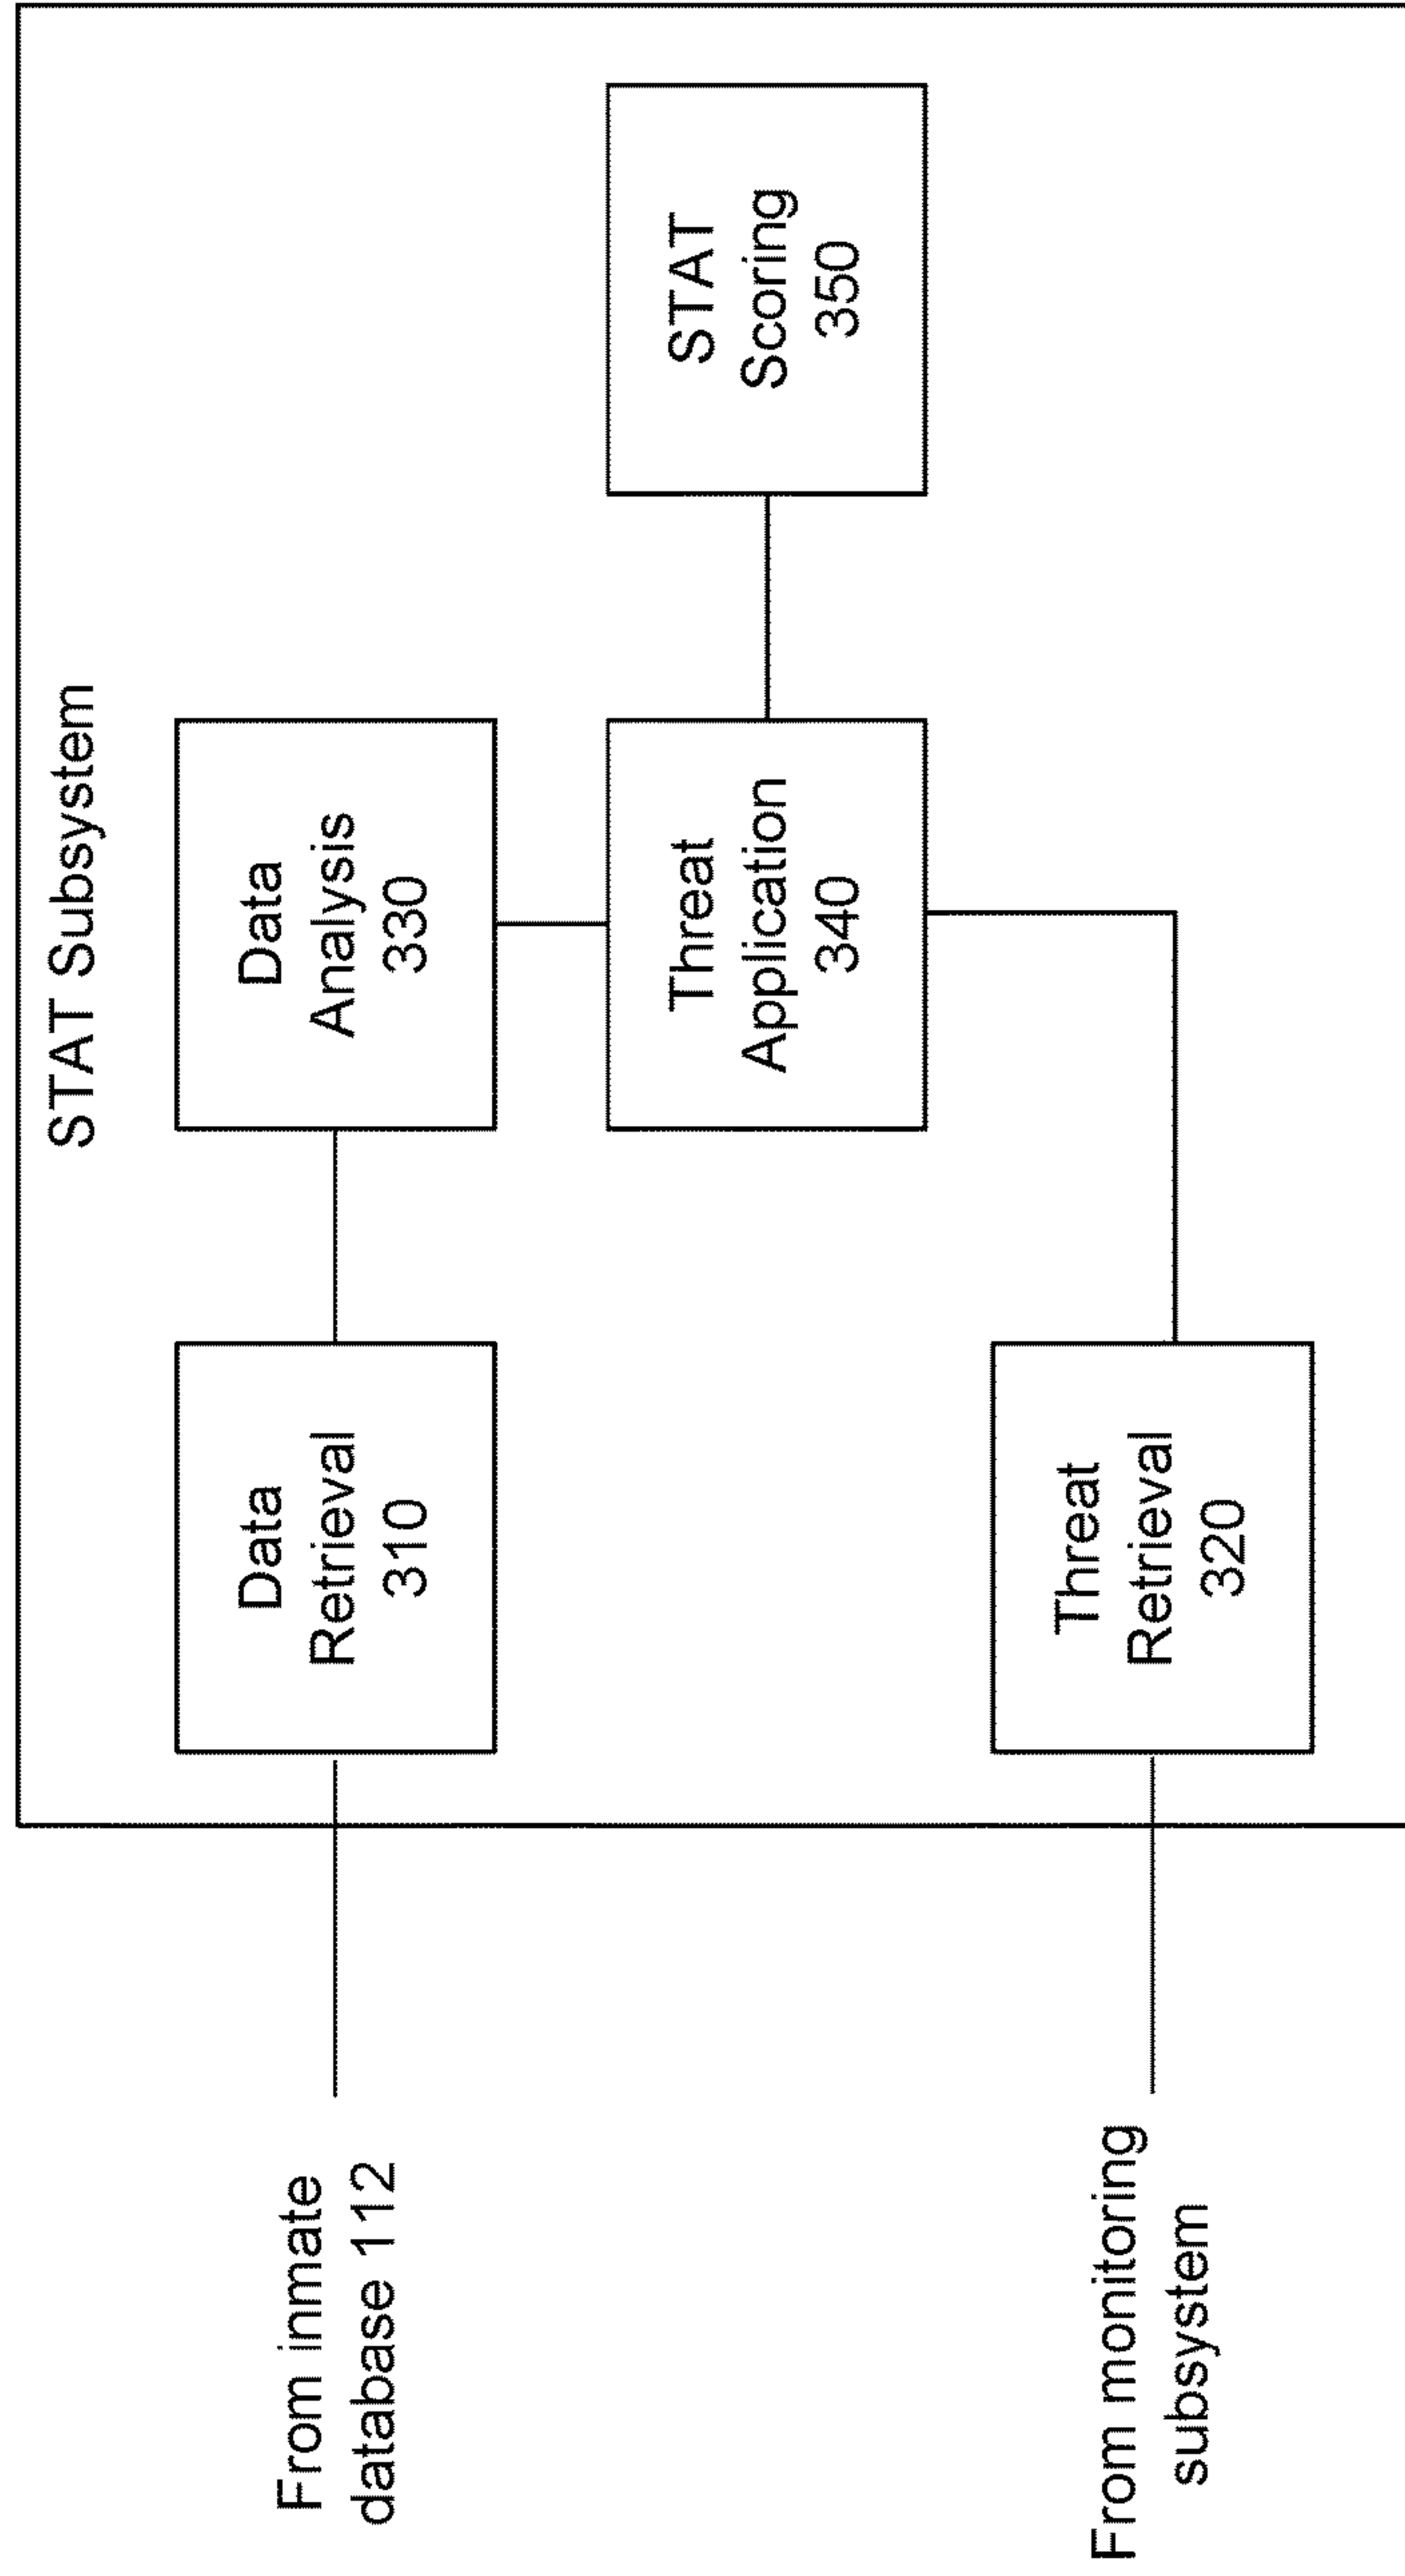 STAT Subsystem
From inmate
database 112
Data
Retrieval
310
Data
Analysis
330
Threat
Application
340
STAT
Scoring
350
From monitoring
subsystem
Threat
Retrieval
320